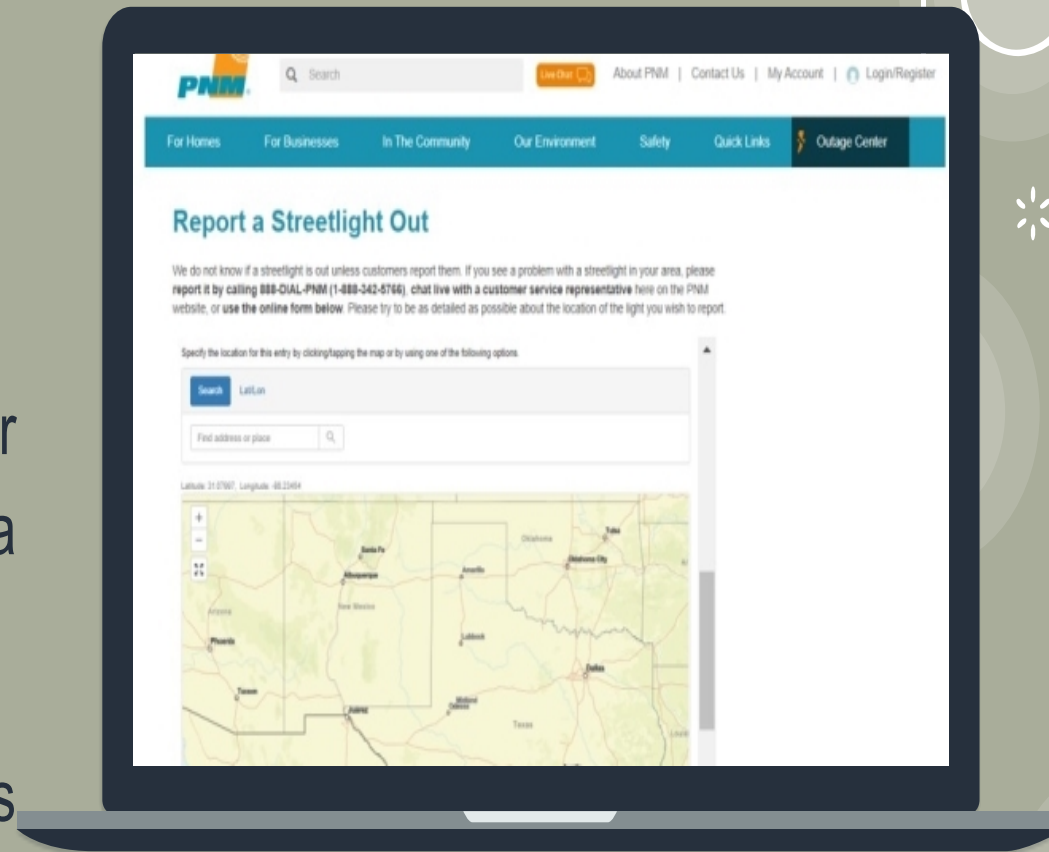 PNM
Search
Live Chat
About PNM | Contact Us | My Account | Login/Register
For Homes
For Businesses
In The Community
Our Environment
Safety
Quick Links
Outage Center
Report a Streetlight Out
We do not know if a streetlight is out unless customers report them. If you see a problem with a streetlight in your area, please
report it by calling 888-DIAL-PNM (1-888-342-5766), chat live with a customer service representative here on the PNM
website, or use the online form below. Please try to be as detailed as possible about the location of the light you wish to report.
Specify the location for this entry by clicking/tapping the map or by using one of the following options.
Search
Lat/Lon
Find address or place
r
a
s
+
−
Santa Fe
Albuquerque
New Mexico
Arizona
Phoenix
Tucson
Juárez
Amarillo
Lubbock
Midland
Odessa
Oklahoma
Tulsa
Oklahoma City
Dallas
Texas